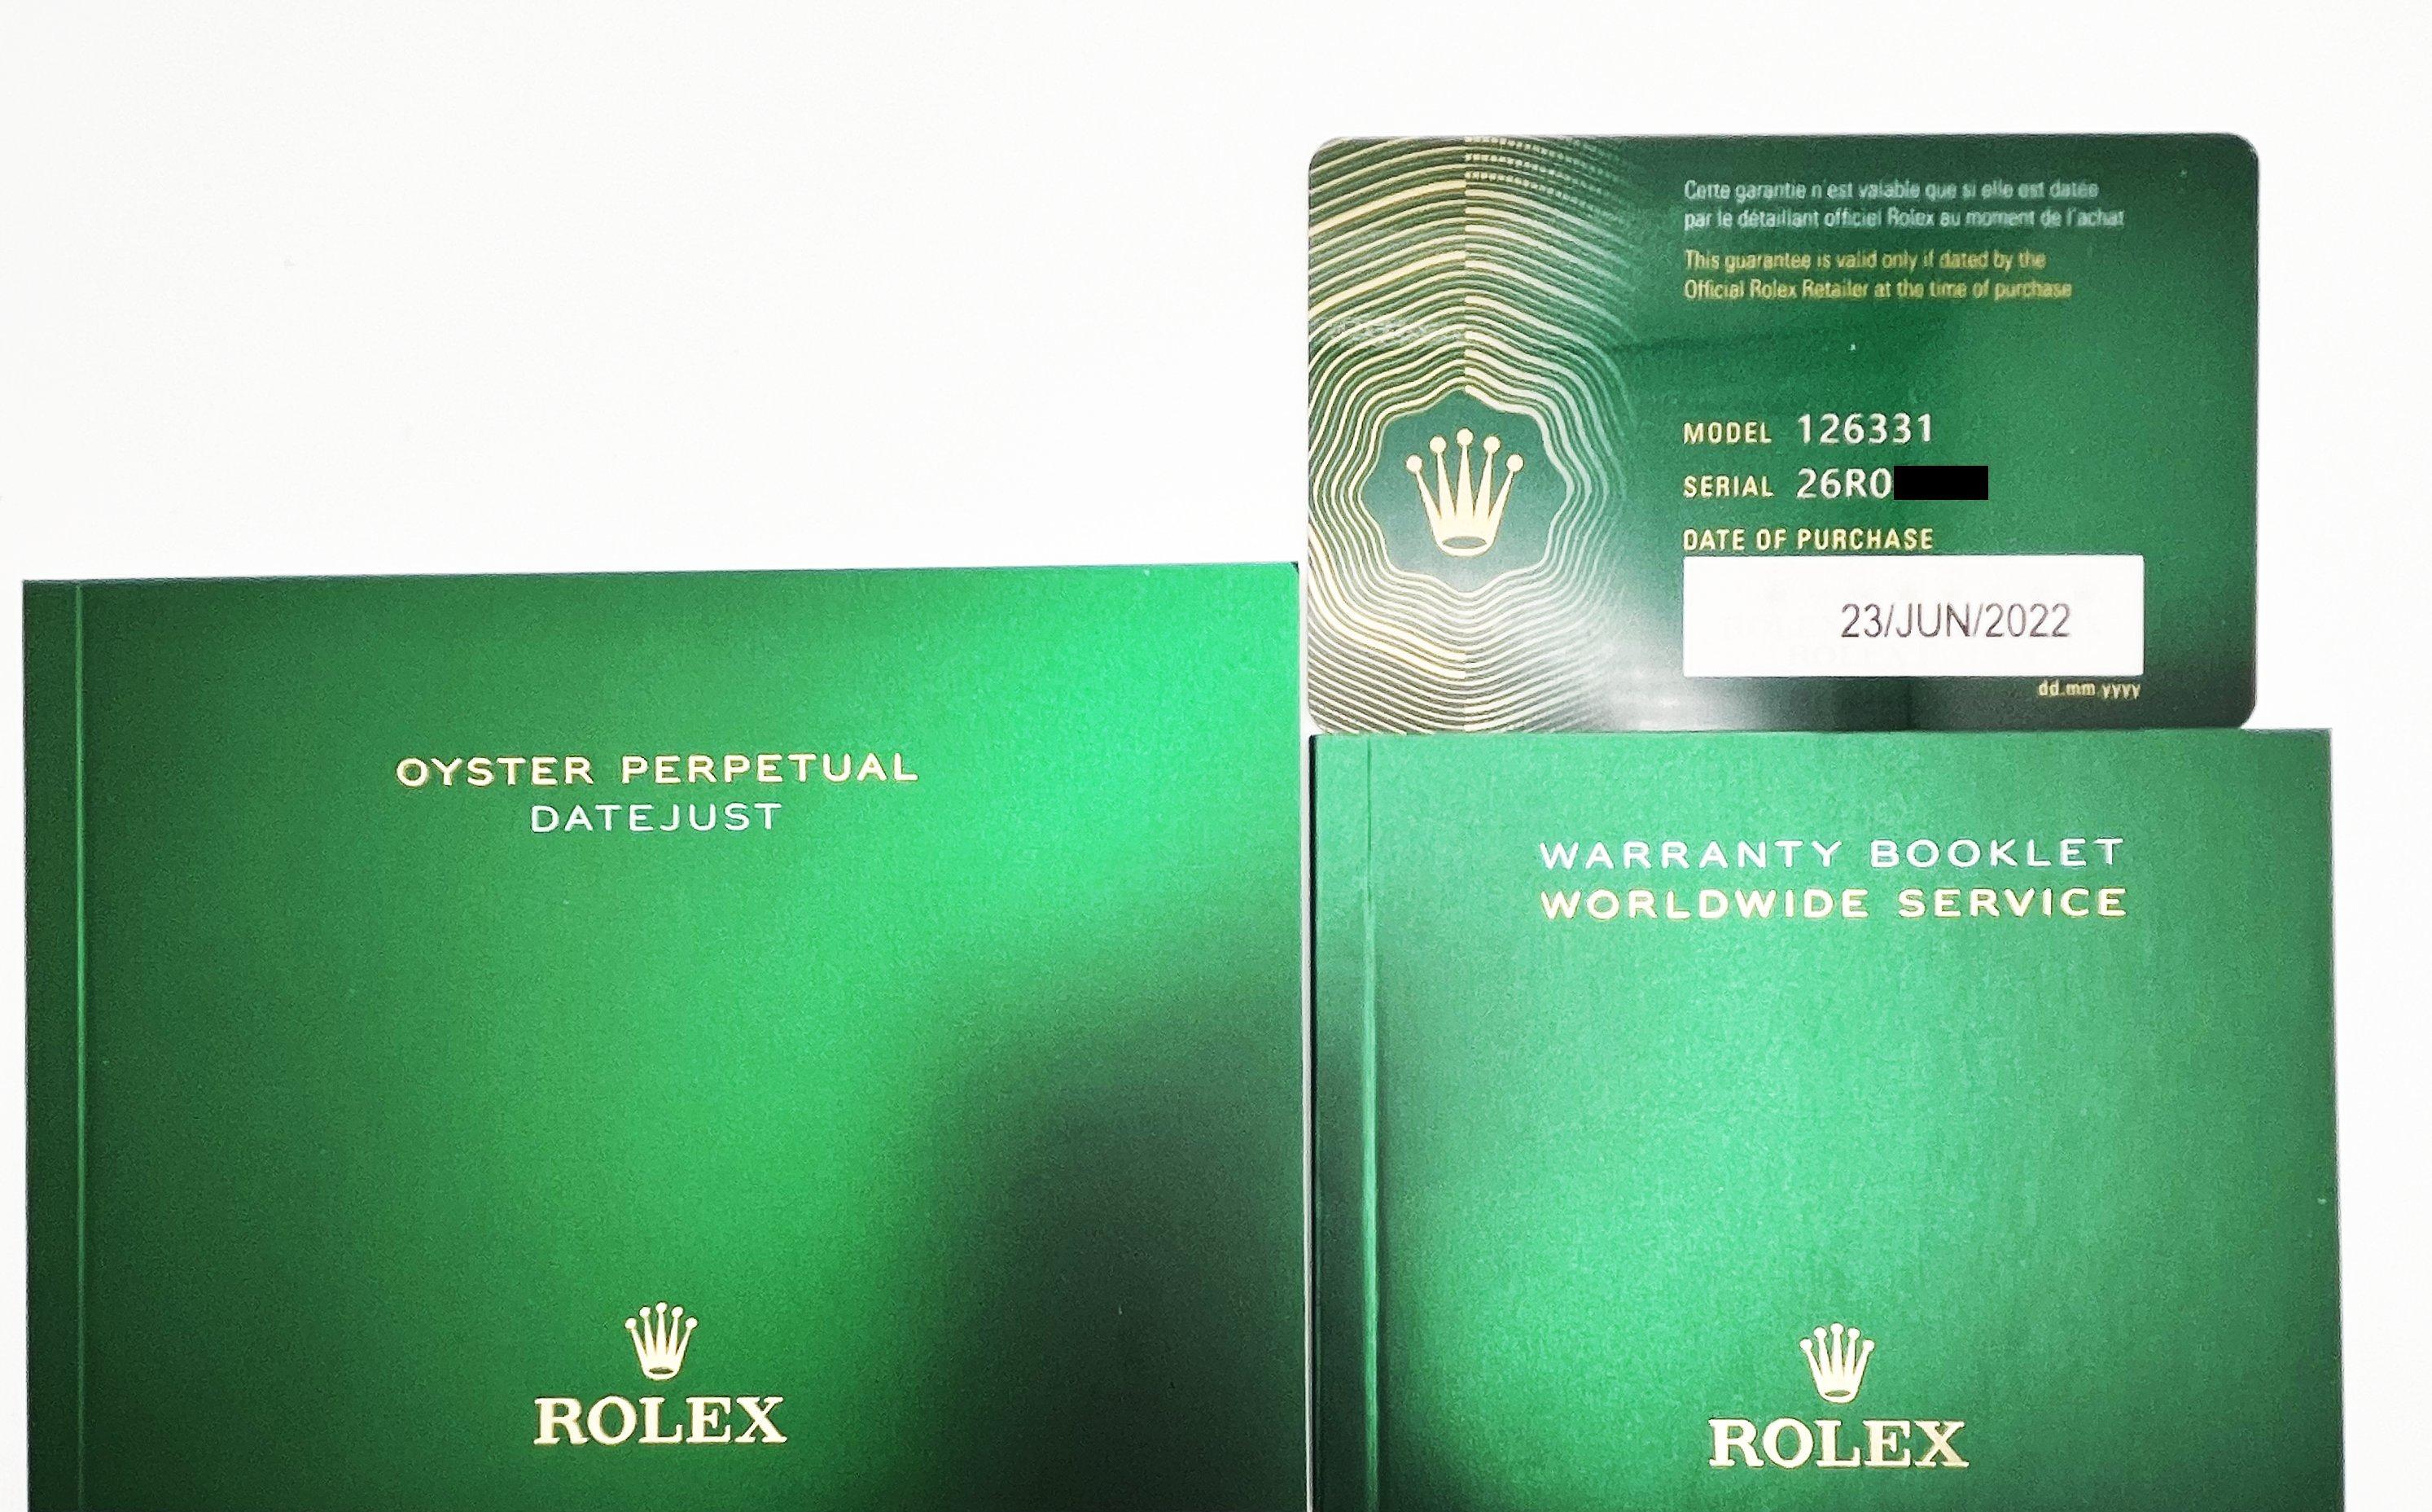 Cette garantie n'est valable que si elle est datée
par le détaillant officiel Rolex au moment de l'achat
This guarantee is valid only if dated by the
Official Rolex Retailer at the time of purchase
MODEL 126331
SERIAL 26R0
DATE OF PURCHASE
23/JUN/2022
dd.mm.yyyy
OYSTER PERPETUAL
DATEJUST
ROLEX
WARRANTY BOOKLET
WORLDWIDE SERVICE
ROLEX